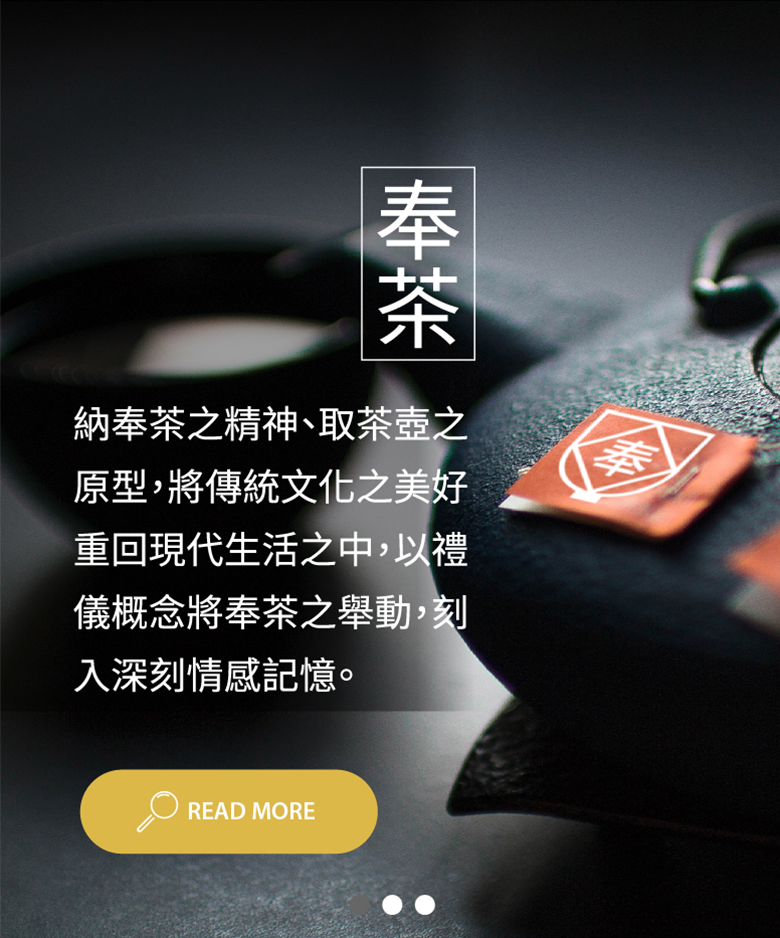 奉茶
納奉茶之精神、取茶壺之
原型，將傳統文化之美好
重回現代生活之中，以禮
儀概念將奉茶之舉動，刻
入深刻情感記憶。
奉
READ MORE